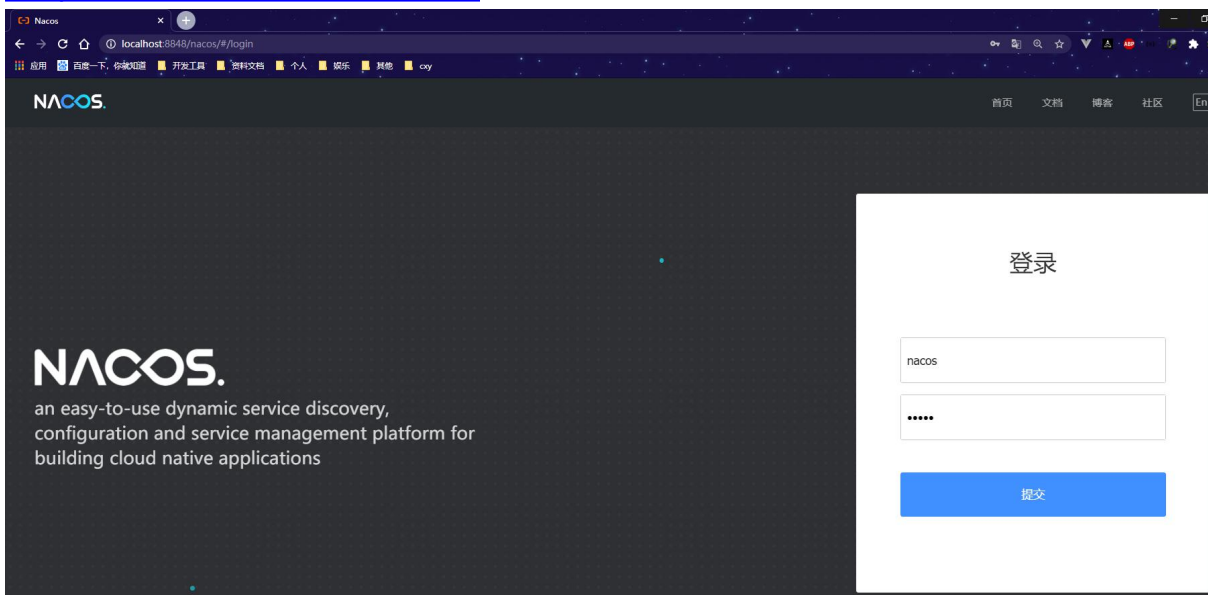 Nacos
localhost:8848/nacos/#/login
应用 百度一下，你就知道 开发工具 资料文档 个人 娱乐 其他 cxy
NACOS. 首页 文档 博客 社区 En
登录
nacos
•••••
NACOS.
an easy-to-use dynamic service discovery,
configuration and service management platform for
building cloud native applications
提交